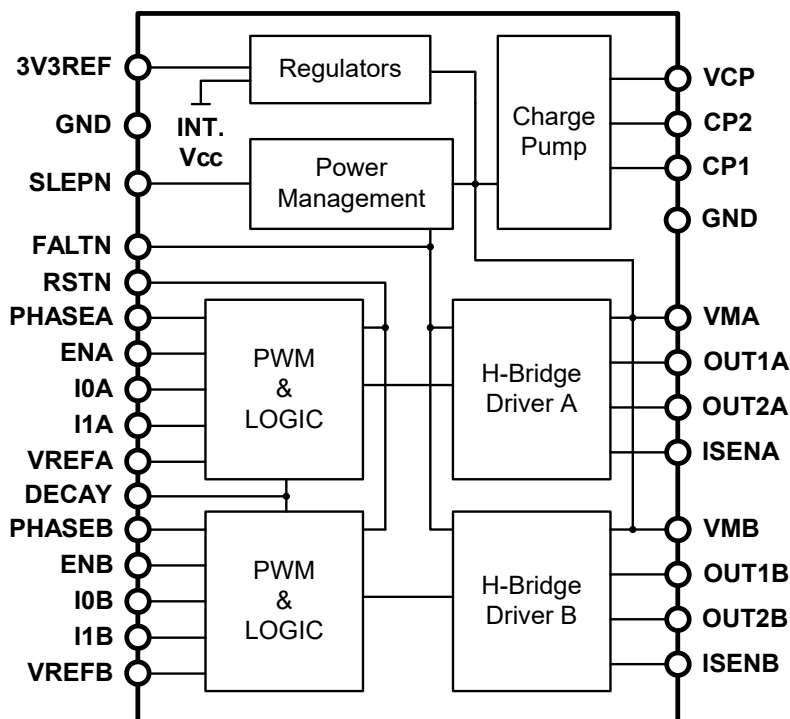 3V3REF
GND
SLEPN
FALTN
RSTN
PHASEA
ENA
I0A
I1A
VREFA
DECAY
PHASEB
ENB
I0B
I1B
VREFB
Regulators
INT.
Vcc
Power
Management
Charge
Pump
PWM
&
LOGIC
H-Bridge
Driver A
PWM
&
LOGIC
H-Bridge
Driver B
VCP
CP2
CP1
GND
VMA
OUT1A
OUT2A
ISENA
VMB
OUT1B
OUT2B
ISENB